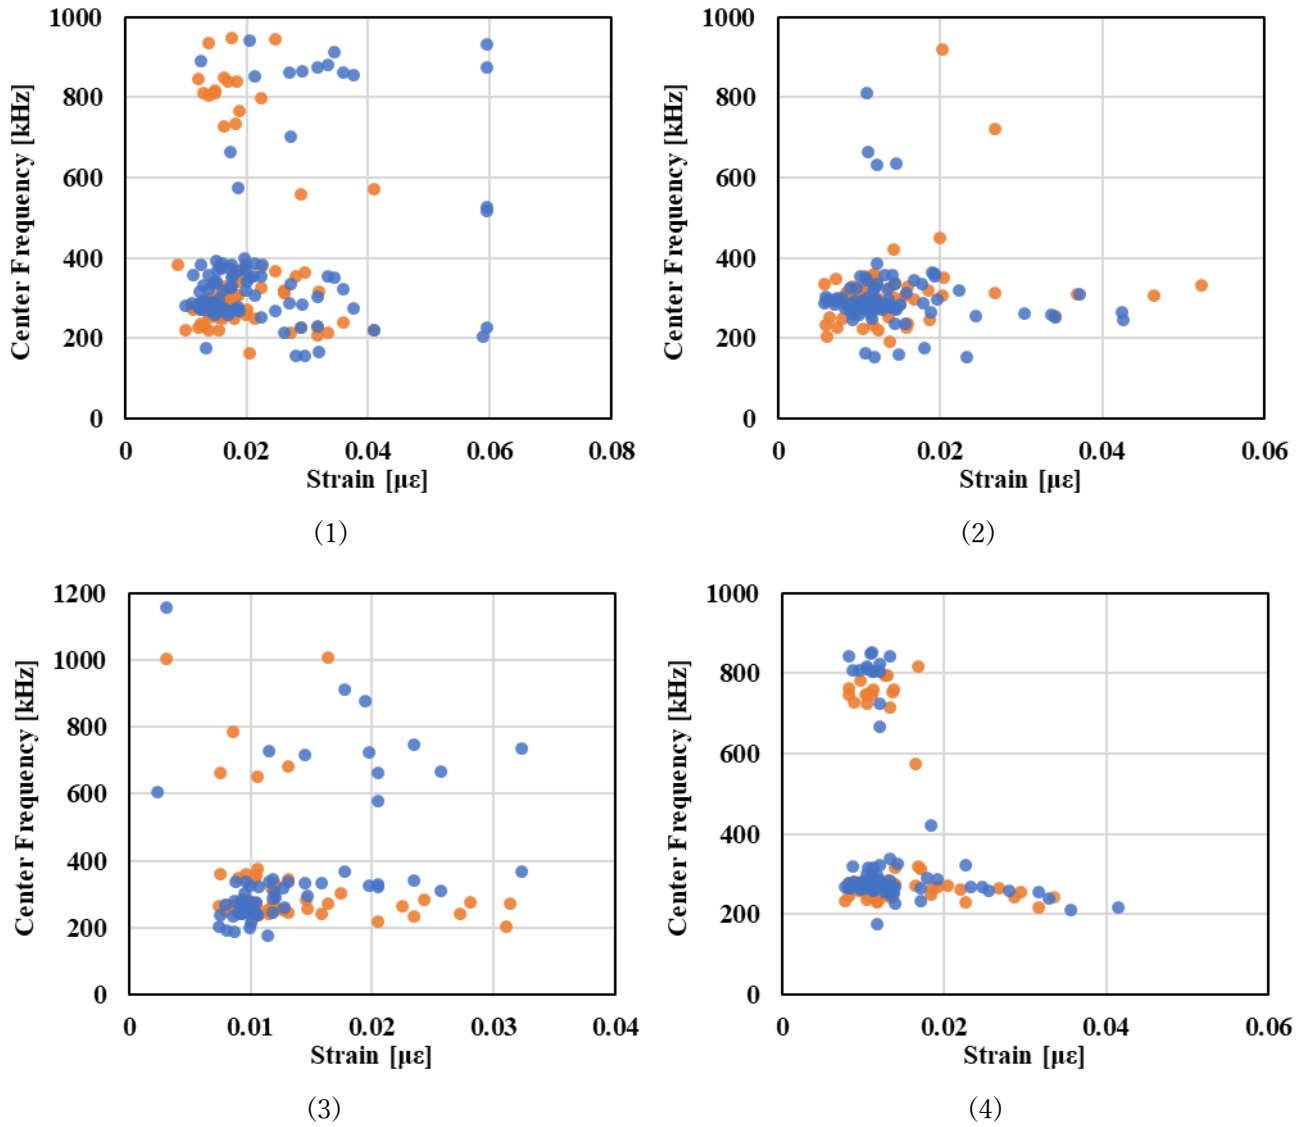 1000
800
600
400
200
0
Center Frequency [kHz]
0 0.02 0.04 0.06 0.08
Strain [με]
(1)
1000
800
600
400
200
0
Center Frequency [kHz]
0 0.02 0.04 0.06
Strain [με]
(2)
1200
1000
800
600
400
200
0
Center Frequency [kHz]
0 0.01 0.02 0.03 0.04
Strain [με]
(3)
1000
800
600
400
200
0
Center Frequency [kHz]
0 0.02 0.04 0.06
Strain [με]
(4)